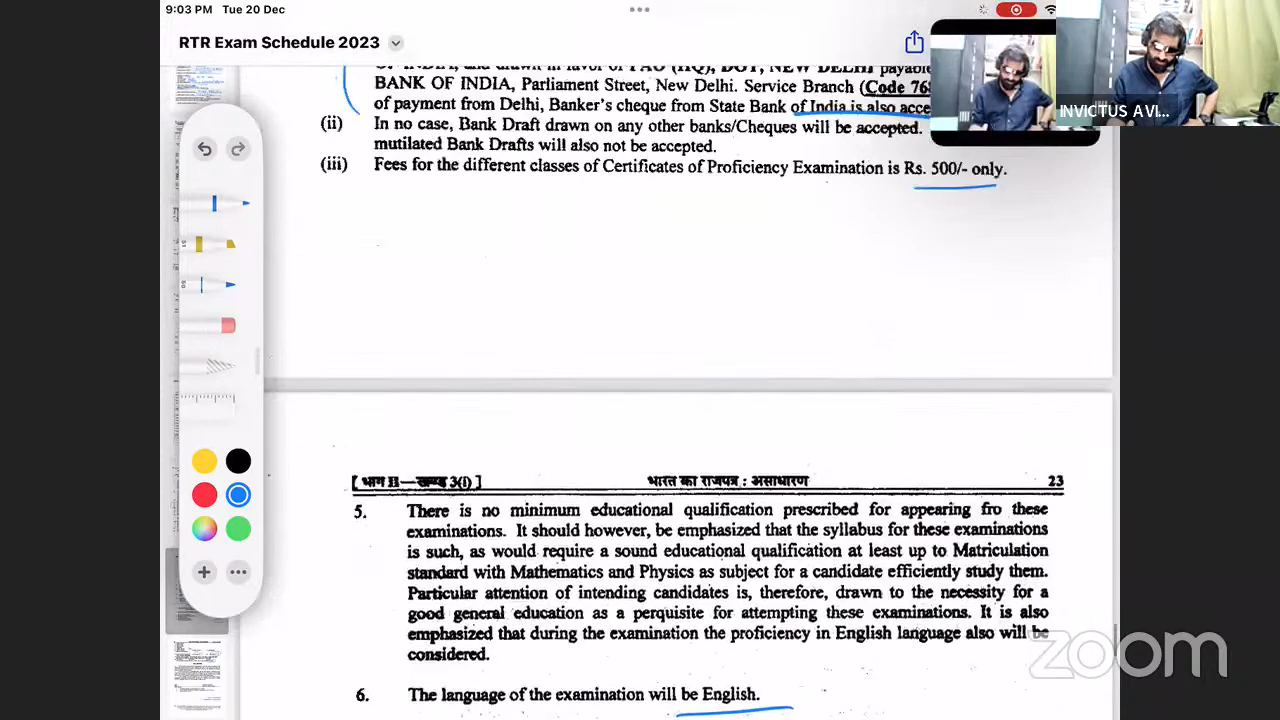 9:03 PM Tue 20 Dec
RTR Exam Schedule 2023
INVICTUS AVI...
BANK OF INDIA, Parliament Street, New Delhi. Service Branch (Code 76
of payment from Delhi, Banker's cheque from State Bank of India is also acce
(ii) In no case, Bank Draft drawn on any other banks/Cheques will be accepted.
mutilated Bank Drafts will also not be accepted.
(iii) Fees for the different classes of Certificates of Proficiency Examination is Rs. 500/- only.
[भाग II—खण्ड 3(i)] भारत का राजपत्र : असाधारण 23
5. There is no minimum educational qualification prescribed for appearing fro these
examinations. It should however, be emphasized that the syllabus for these examinations
is such, as would require a sound educational qualification at least up to Matriculation
standard with Mathematics and Physics as subject for a candidate efficiently study them.
Particular attention of intending candidates is, therefore, drawn to the necessity for a
good general education as a perquisite for attempting these examinations. It is also
emphasized that during the examination the proficiency in English language also will be
considered.
6. The language of the examination will be English.
zoom